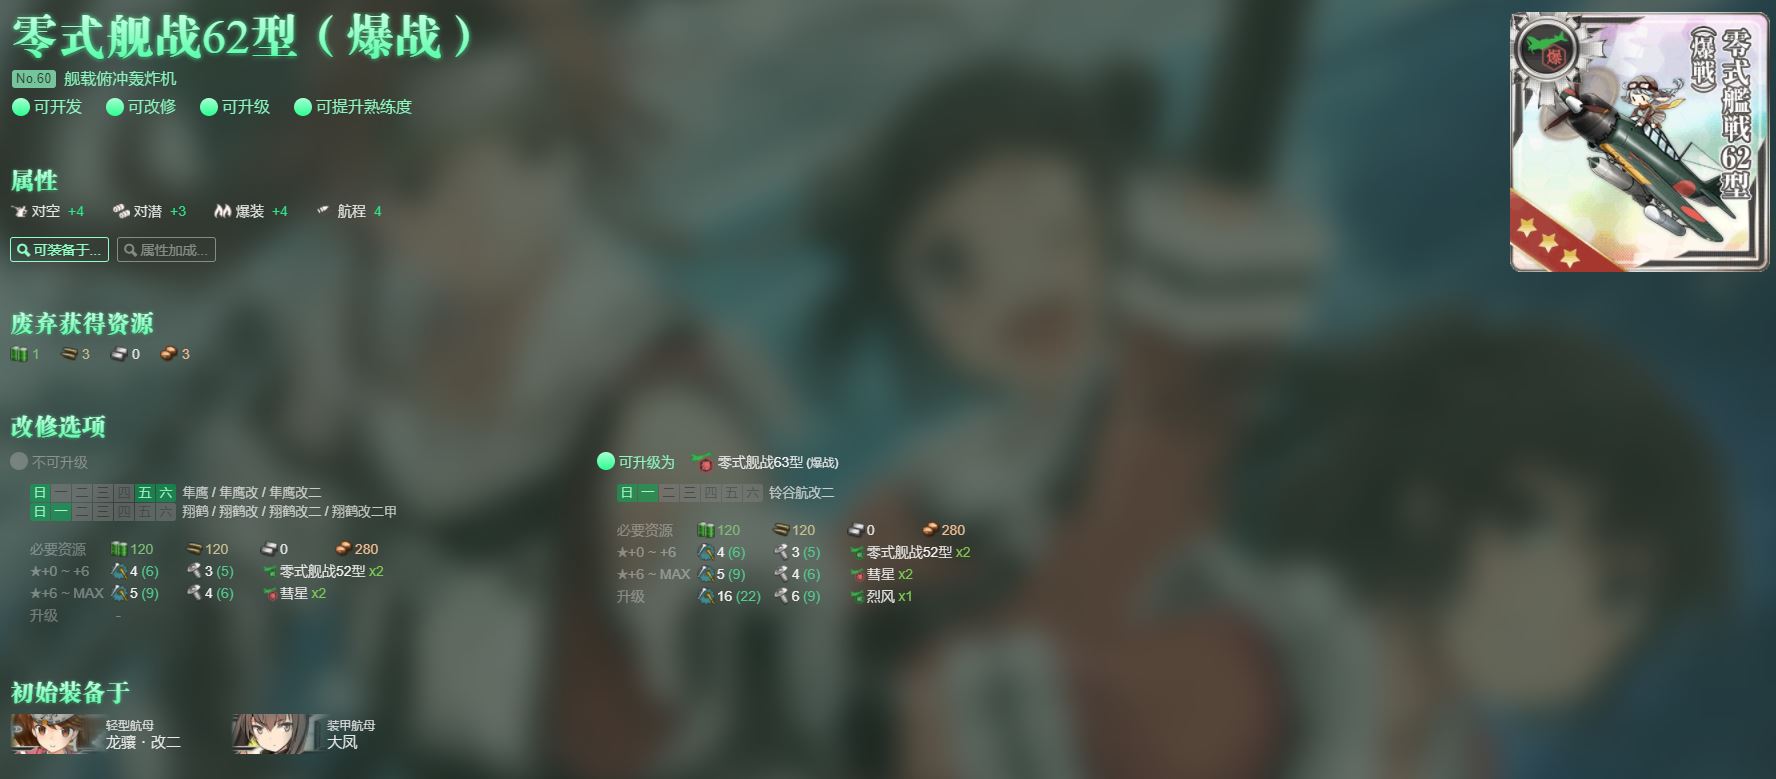 零式舰战62型（爆战）
No.60 舰载俯冲轰炸机
可开发 可改修 可升级 可提升熟练度
属性
对空 +4 对潜 +3 爆装 +4 航程 4
可装备于... 属性加成...
零式艦戦62型
（爆戦）
爆
废弃获得资源
1 3 0 3
改修选项
不可升级
日 一 二 三 四 五 六 隼鹰 / 隼鹰改 / 隼鹰改二
日 一 二 三 四 五 六 翔鹤 / 翔鹤改 / 翔鹤改二 / 翔鹤改二甲
必要资源 120 120 0 280
★+0 ~ +6 4 (6) 3 (5) 零式舰战52型 x2
★+6 ~ MAX 5 (9) 4 (6) 彗星 x2
升级 -
可升级为 零式舰战63型 (爆战)
日 一 二 三 四 五 六 铃谷航改二
必要资源 120 120 0 280
★+0 ~ +6 4 (6) 3 (5) 零式舰战52型 x2
★+6 ~ MAX 5 (9) 4 (6) 彗星 x2
升级 16 (22) 6 (9) 烈风 x1
初始装备于
轻型航母
龙骧・改二
装甲航母
大凤